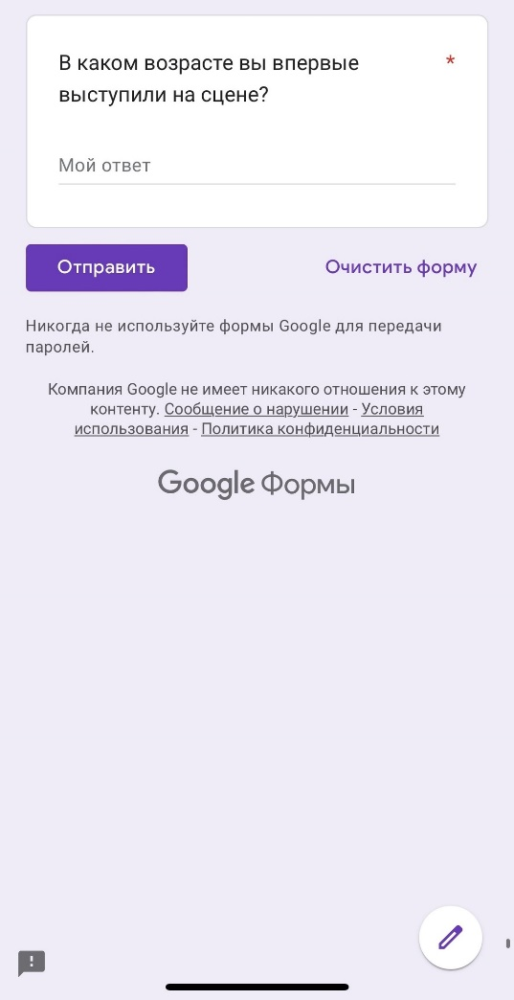 В каком возрасте вы впервые *
выступили на сцене?
Мой ответ
Отправить
Очистить форму
Никогда не используйте формы Google для передачи
паролей.
Компания Google не имеет никакого отношения к этому
контенту. Сообщение о нарушении - Условия
использования - Политика конфиденциальности
Google Формы